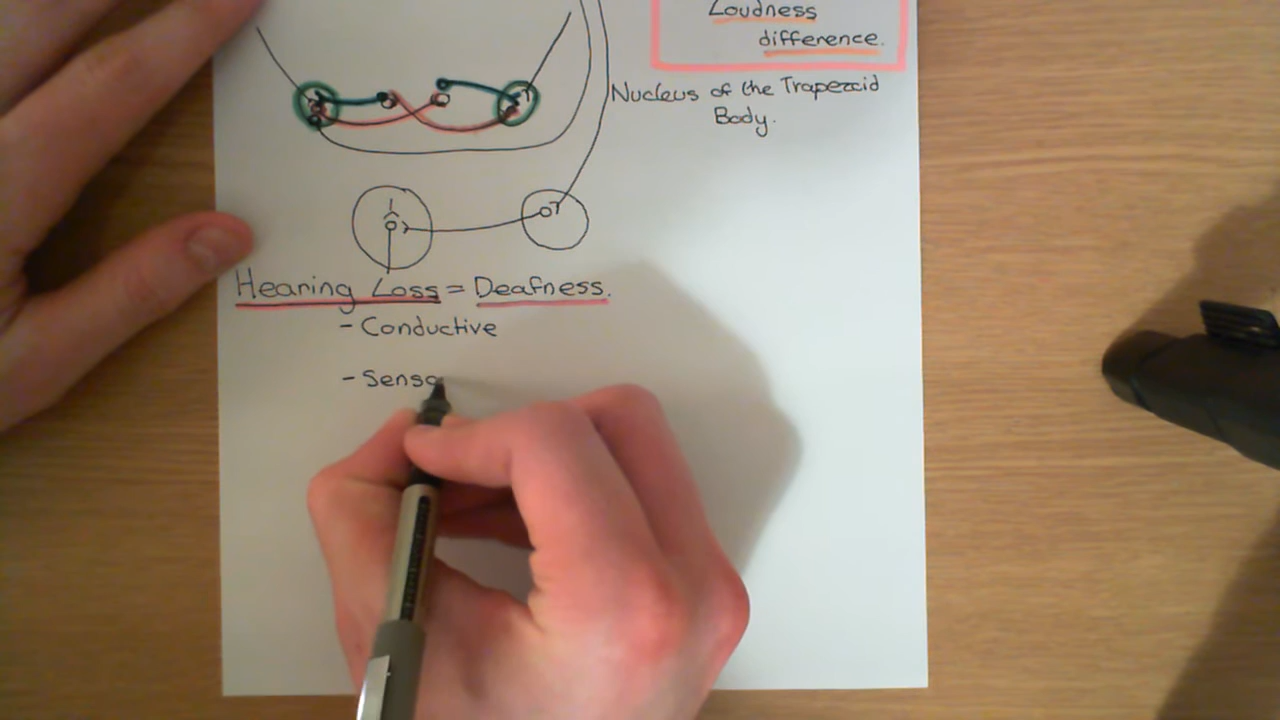 Loudness
difference.
Nucleus of the Trapezoid
Body.
Hearing Loss = Deafness.
- Conductive
- Senso